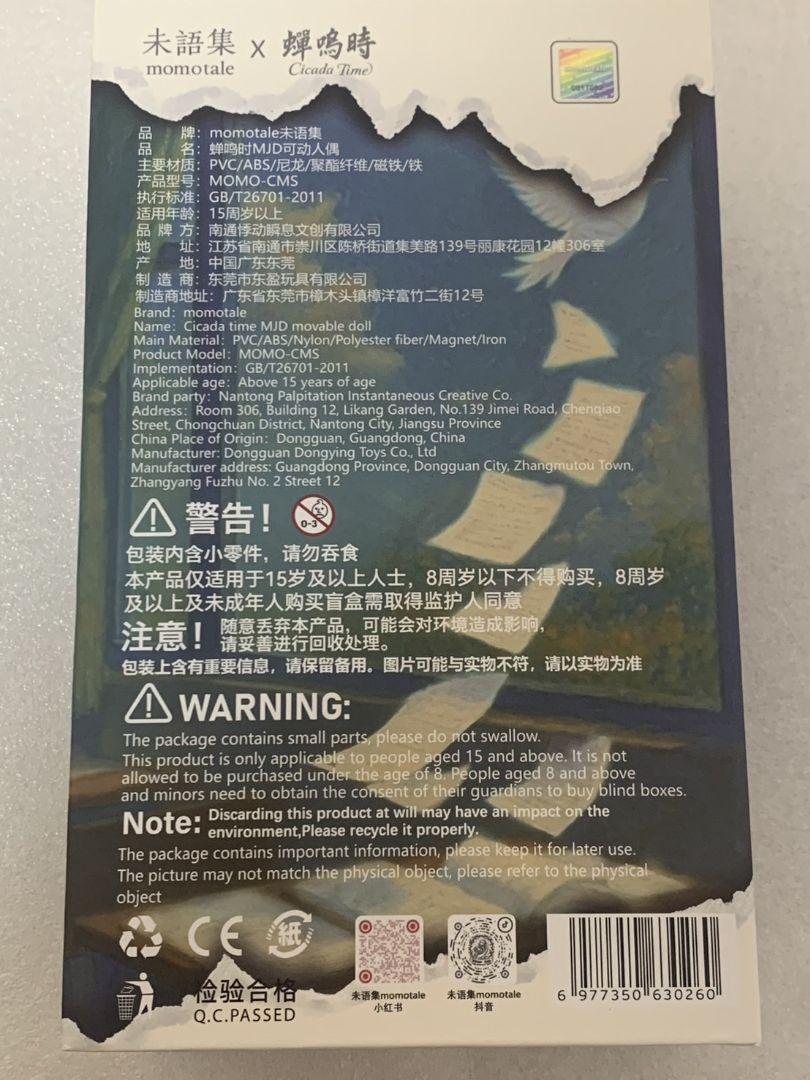 未語集 x 蟬鳴時
momotale Cicada Time
品 牌：momotale未语集
品 名：蝉鸣时MJD可动人偶
主要材质：PVC/ABS/尼龙/聚酯纤维/磁铁/铁
产品型号：MOMO-CMS
执行标准：GB/T26701-2011
适用年龄：15周岁以上
品 牌 方：南通悸动瞬息文创有限公司
地 址：江苏省南通市崇川区陈桥街道集美路139号丽康花园12幢306室
产 地：中国广东东莞
制 造 商：东莞市东盈玩具有限公司
制造商地址：广东省东莞市樟木头镇樟洋富竹二街12号
Brand：momotale
Name：Cicada time MJD movable doll
Main Material：PVC/ABS/Nylon/Polyester fiber/Magnet/Iron
Product Model：MOMO-CMS
Implementation：GB/T26701-2011
Applicable age：Above 15 years of age
Brand party：Nantong Palpitation Instantaneous Creative Co.
Address：Room 306, Building 12, Likang Garden, No.139 Jimei Road, Chenqiao
Street, Chongchuan District, Nantong City, Jiangsu Province
China Place of Origin：Dongguan, Guangdong, China
Manufacturer: Dongguan Dongying Toys Co., Ltd
Manufacturer address: Guangdong Province, Dongguan City, Zhangmutou Town,
Zhangyang Fuzhu No. 2 Street 12
警告！ 0-3
包装内含小零件，请勿吞食
本产品仅适用于15岁及以上人士，8周岁以下不得购买，8周岁
及以上及未成年人购买盲盒需取得监护人同意
注意！ 随意丢弃本产品，可能会对环境造成影响，
请妥善进行回收处理。
包装上含有重要信息，请保留备用。图片可能与实物不符，请以实物为准
WARNING:
The package contains small parts, please do not swallow.
This product is only applicable to people aged 15 and above. It is not
allowed to be purchased under the age of 8. People aged 8 and above
and minors need to obtain the consent of their guardians to buy blind boxes.
Note: Discarding this product at will may have an impact on the
environment,Please recycle it properly.
The package contains important information, please keep it for later use.
The picture may not match the physical object, please refer to the physical
object
CE 紙
检验合格
Q.C.PASSED
未语集momotale
小红书
未语集momotale
抖音
6 977350 630260